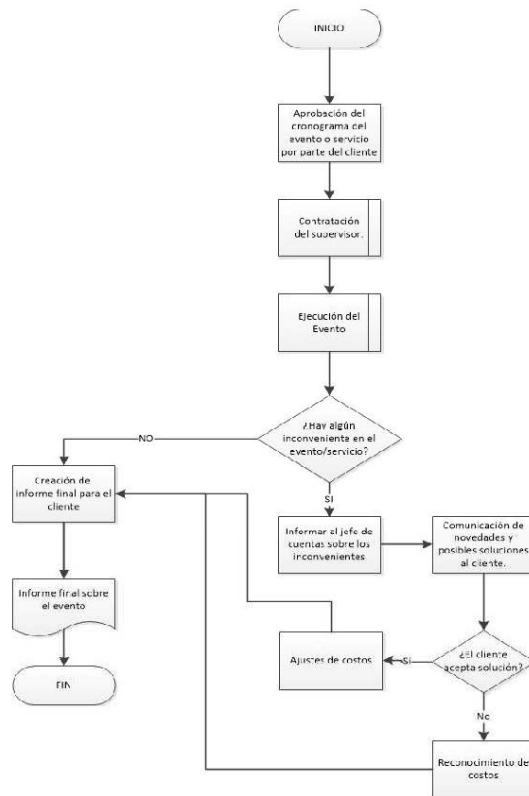 INICIO
Aprobación del
cronograma del
evento o servicio
por parte del cliente
Contratación
del supervisor.
Ejecución del
Evento
¿Hay algún
inconveniente en el
evento/servicio?
NO
SI
Creación de
informe final para el
cliente
Informar al jefe de
cuentas sobre los
inconvenientes
Comunicación de
novedades y
posibles soluciones
al cliente.
Informe final sobre
el evento
Ajustes de costos
Si
¿El cliente
acepta solución?
FIN
No
Reconocimiento de
costos